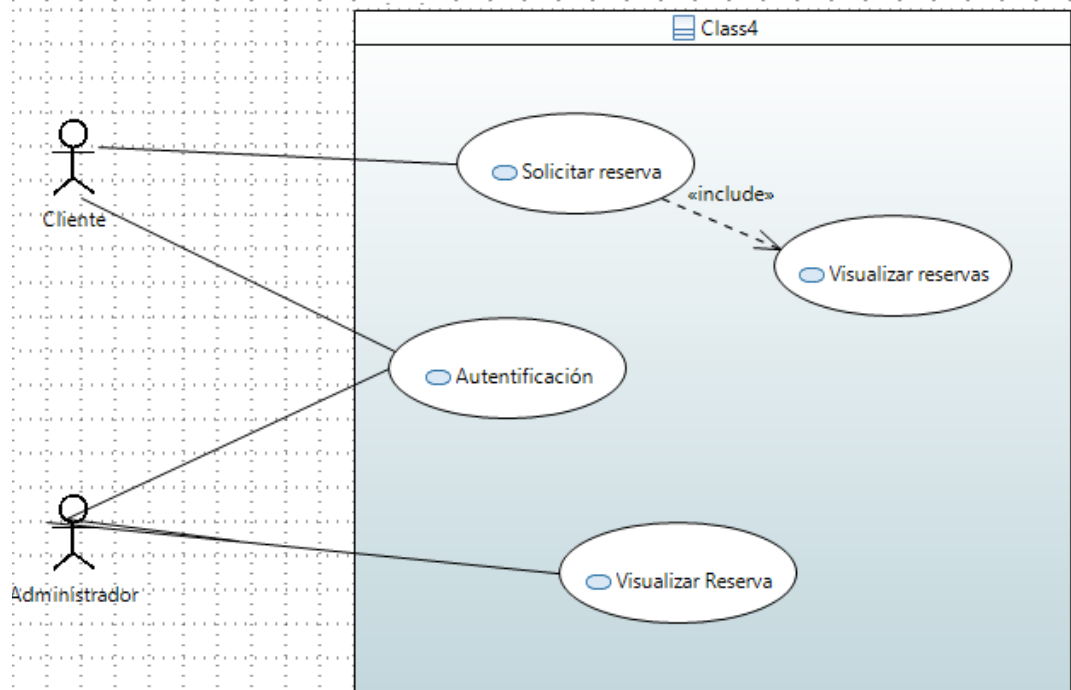 Class4
Solicitar reserva
«include»
Cliente
Visualizar reservas
Autentificación
Visualizar Reserva
Administrador